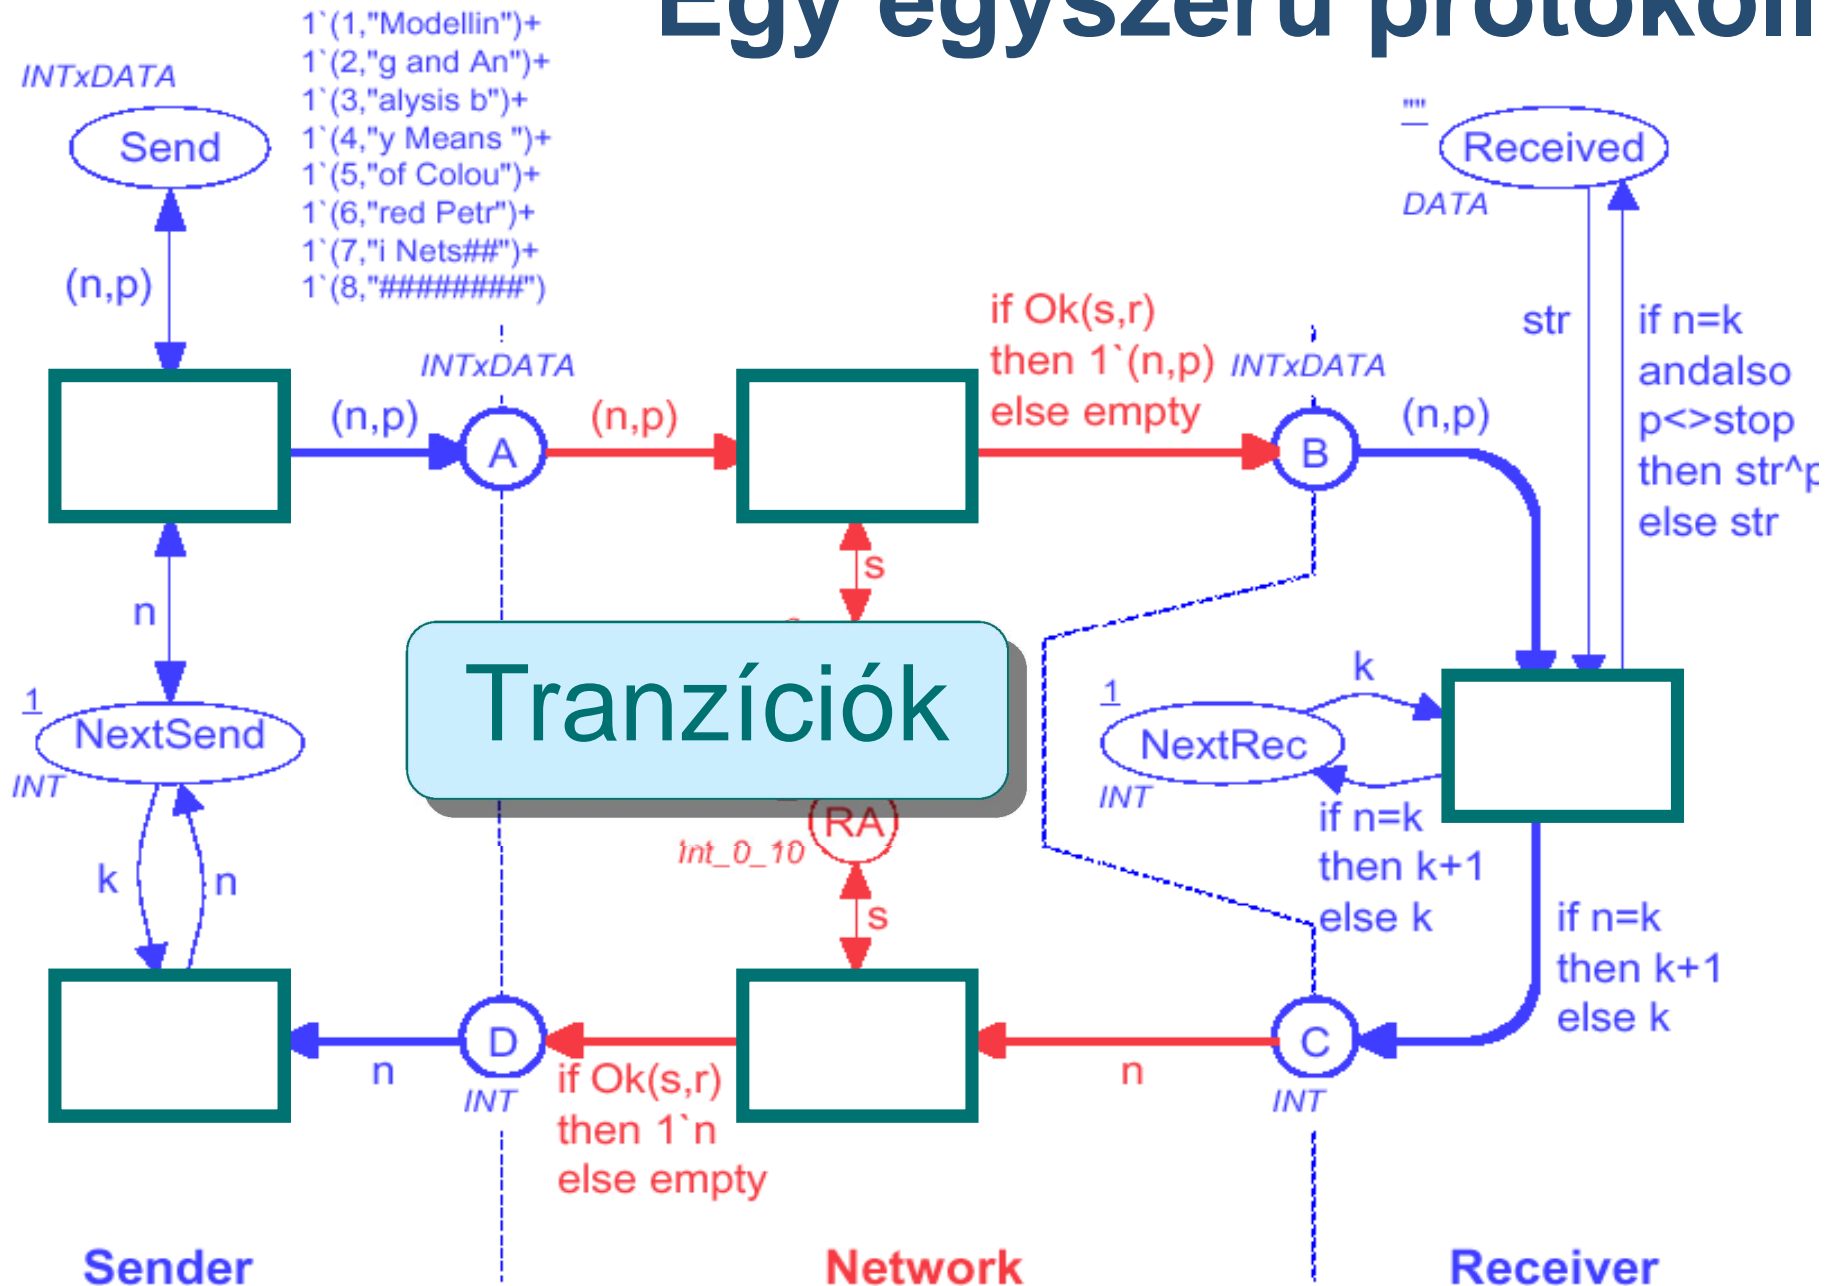 Egy egyszerű protokoll
1`(1,"Modellin")+
1`(2,"g and An")+
1`(3,"alysis b")+
1`(4,"y Means ")+
1`(5,"of Colou")+
1`(6,"red Petr")+
1`(7,"i Nets##")+
1`(8,"########")
INTxDATA
Send
(n,p)
""
Received
DATA
str
if n=k
andalso
p<>stop
then str^p
else str
if Ok(s,r)
then 1`(n,p)
else empty
INTxDATA
INTxDATA
(n,p)
A
(n,p)
B
(n,p)
s
n
Tranzíciók
1
NextSend
INT
k
1
NextRec
INT
RA
Int_0_10
if n=k
then k+1
else k
k
n
s
if n=k
then k+1
else k
n
D
INT
if Ok(s,r)
then 1`n
else empty
n
C
INT
Sender
Network
Receiver